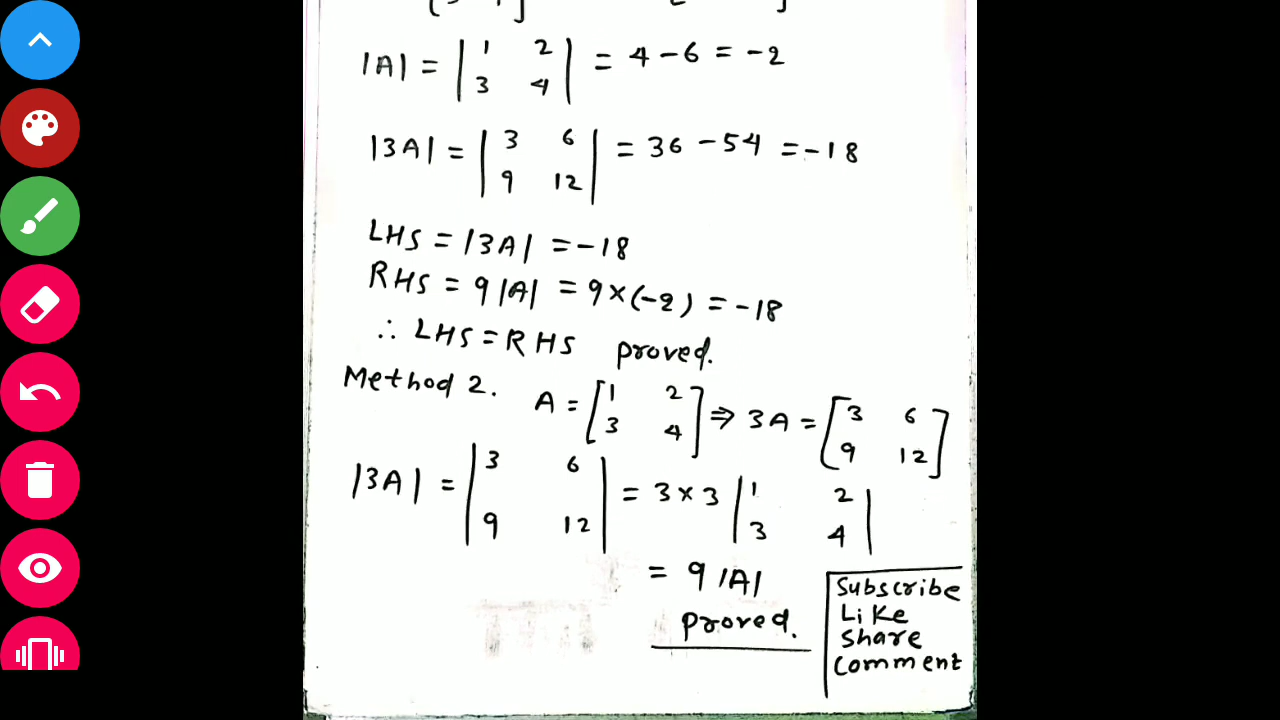 |A| = | 1 2 | = 4 - 6 = -2
| 3 4 |
|3A| = | 3 6 | = 36 - 54 = -18
| 9 12 |
LHS = |3A| = -18
RHS = 9|A| = 9×(-2) = -18
∴ LHS = RHS proved.
Method 2. A = [ 1 2 ] ⇒ 3A = [ 3 6 ]
[ 3 4 ] [ 9 12 ]
|3A| = | 3 6 | = 3×3 | 1 2 |
| 9 12 | | 3 4 |
= 9|A|
proved.
Subscribe
Like
Share
Comment